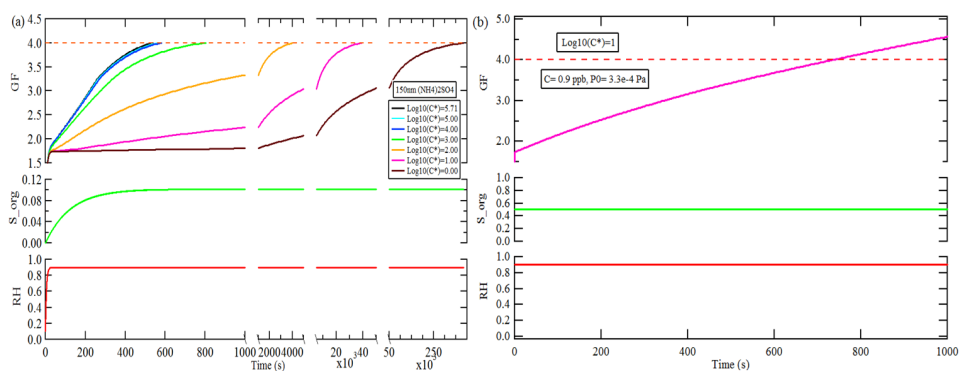 (a)
4.5
4.0
3.5
3.0
2.5
2.0
1.5
GF
150nm (NH4)2SO4
Log10(C*)=5.71
Log10(C*)=5.00
Log10(C*)=4.00
Log10(C*)=3.00
Log10(C*)=2.00
Log10(C*)=1.00
Log10(C*)=0.00
0.12
0.08
0.04
0.00
S_org
1.0
0.8
0.6
0.4
0.2
0.0
RH
0 200 400 600 800 1000 2000 4000 20 40 50 250
Time (s) x10^3 x10^3
(b)
5.0
4.0
3.0
2.0
GF
Log10(C*)=1
C= 0.9 ppb, P0= 3.3e-4 Pa
1.0
0.8
0.6
0.4
0.2
0.0
S_org
1.0
0.8
0.6
0.4
0.2
0.0
RH
0 200 400 600 800 1000
Time (s)